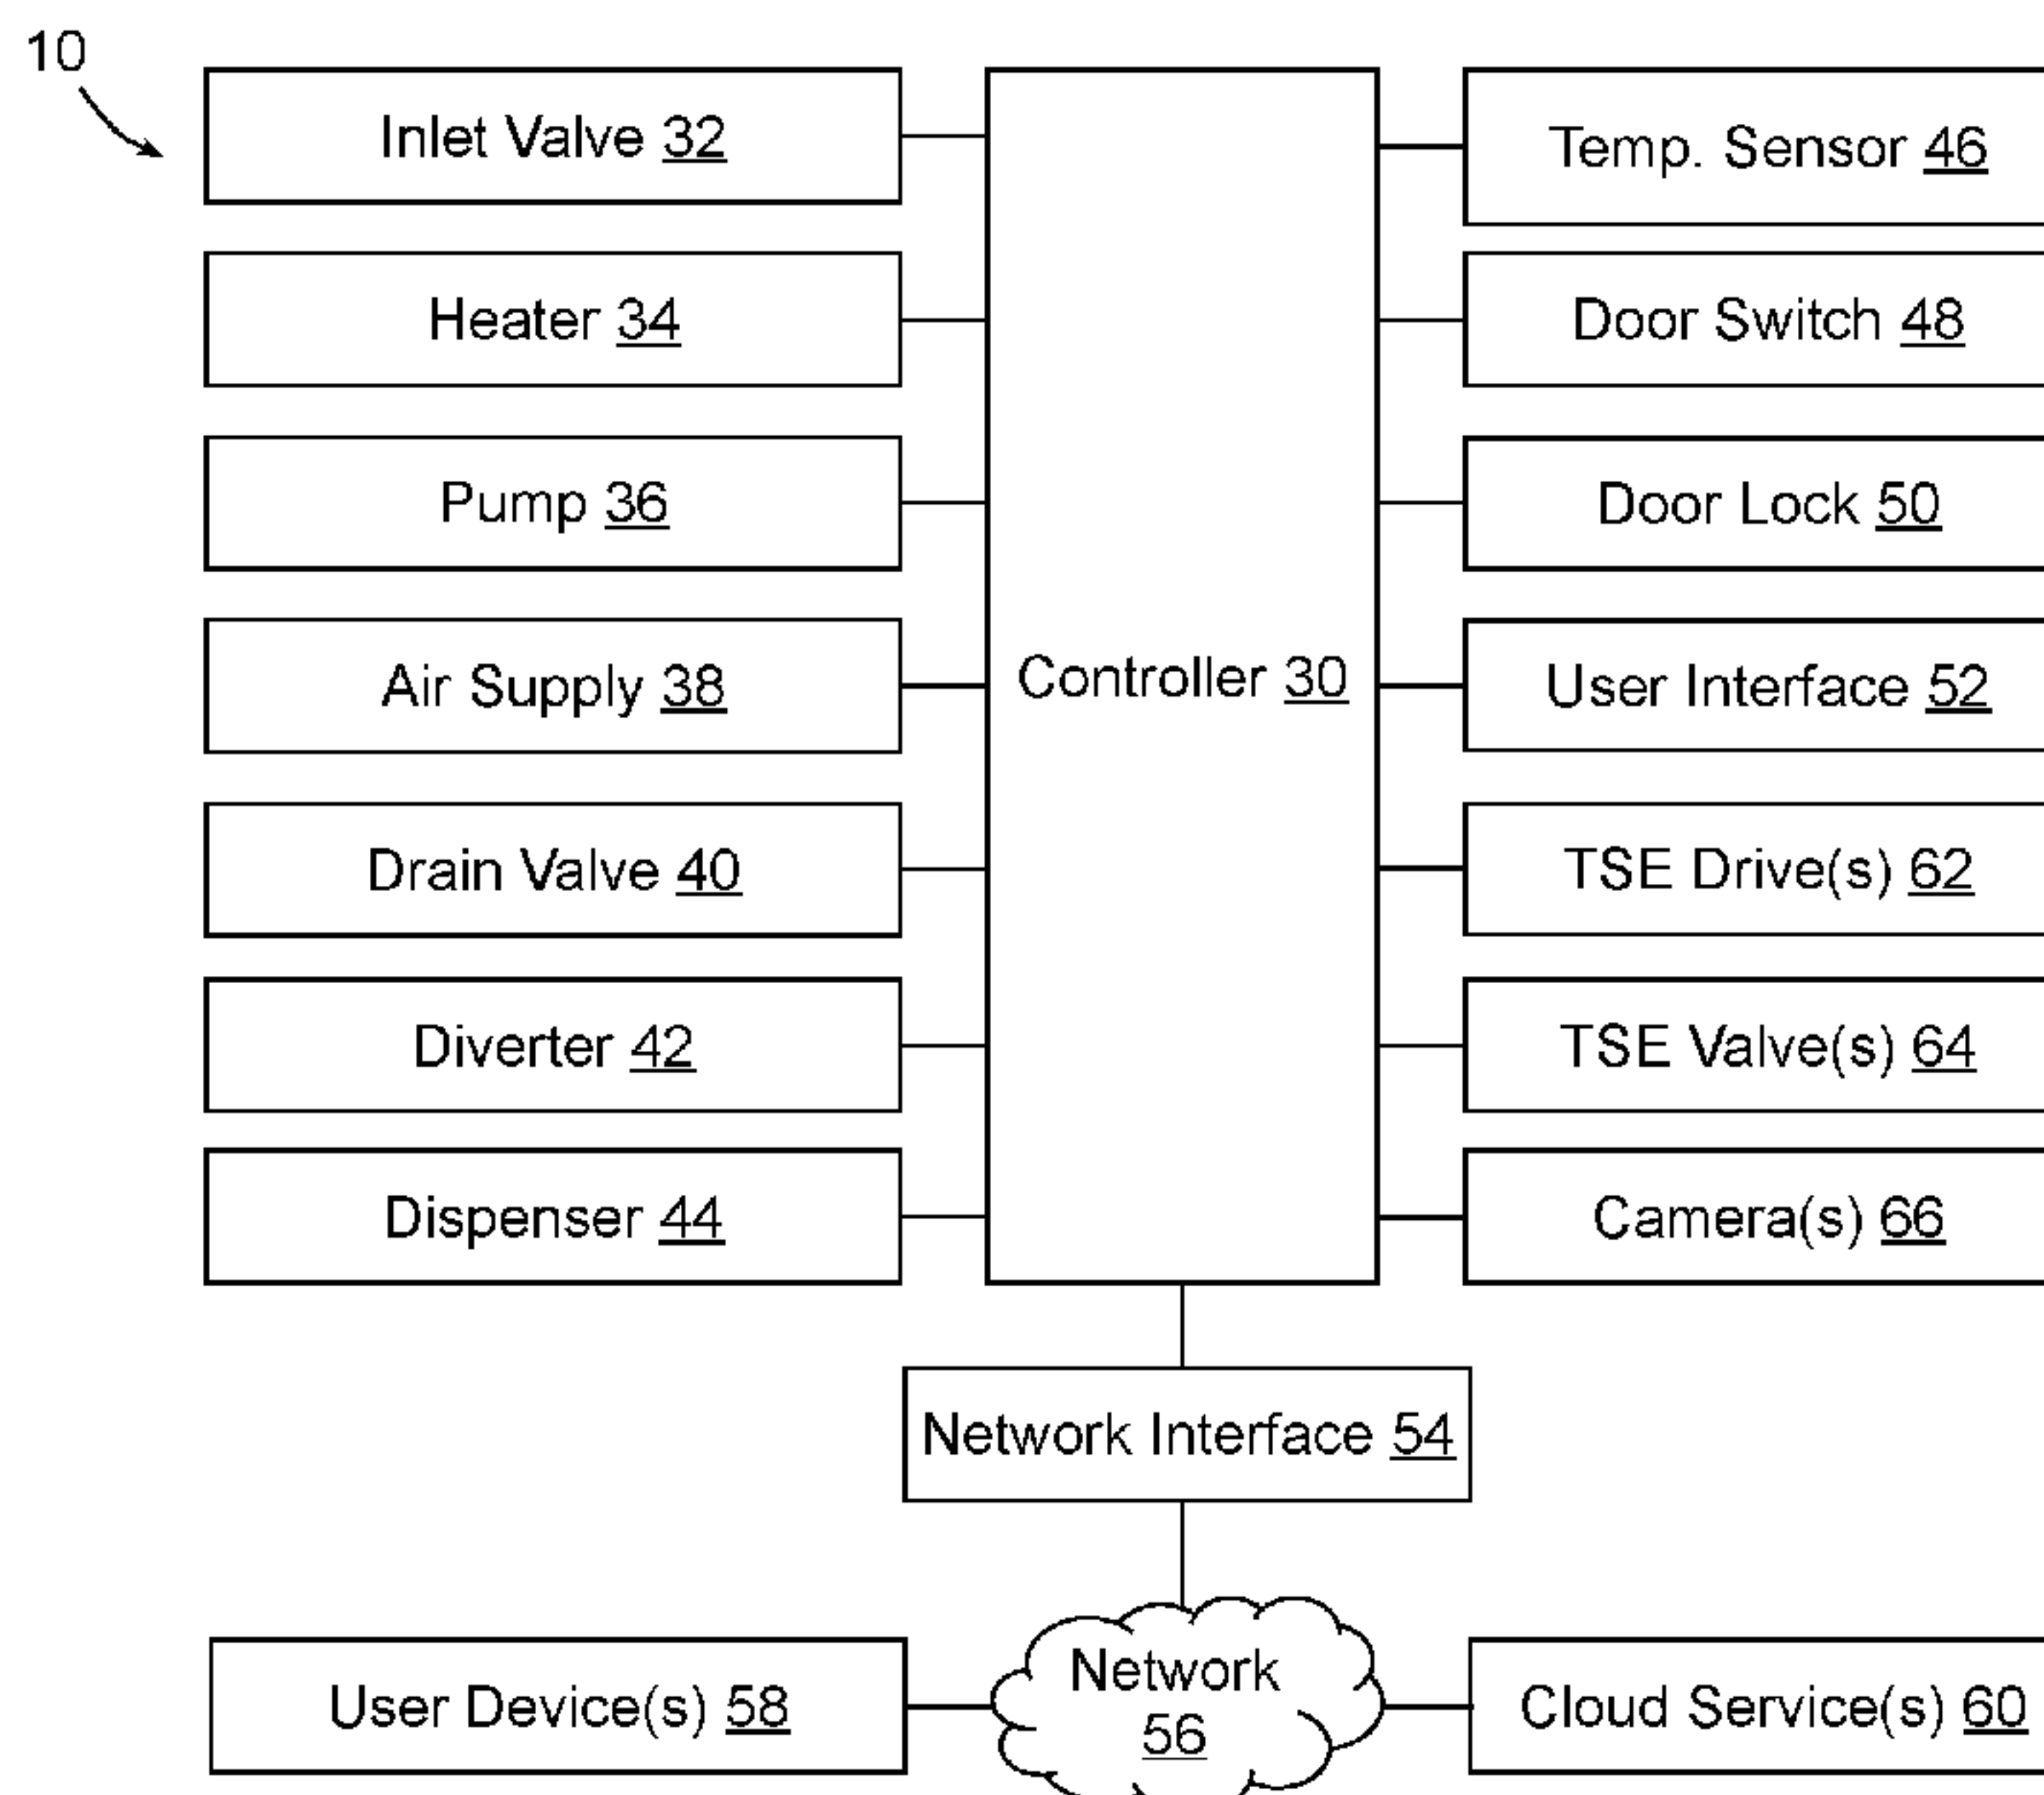 10
Inlet Valve 32
Heater 34
Pump 36
Air Supply 38
Drain Valve 40
Diverter 42
Dispenser 44
Controller 30
Temp. Sensor 46
Door Switch 48
Door Lock 50
User Interface 52
TSE Drive(s) 62
TSE Valve(s) 64
Camera(s) 66
Network Interface 54
User Device(s) 58
Network
56
Cloud Service(s) 60